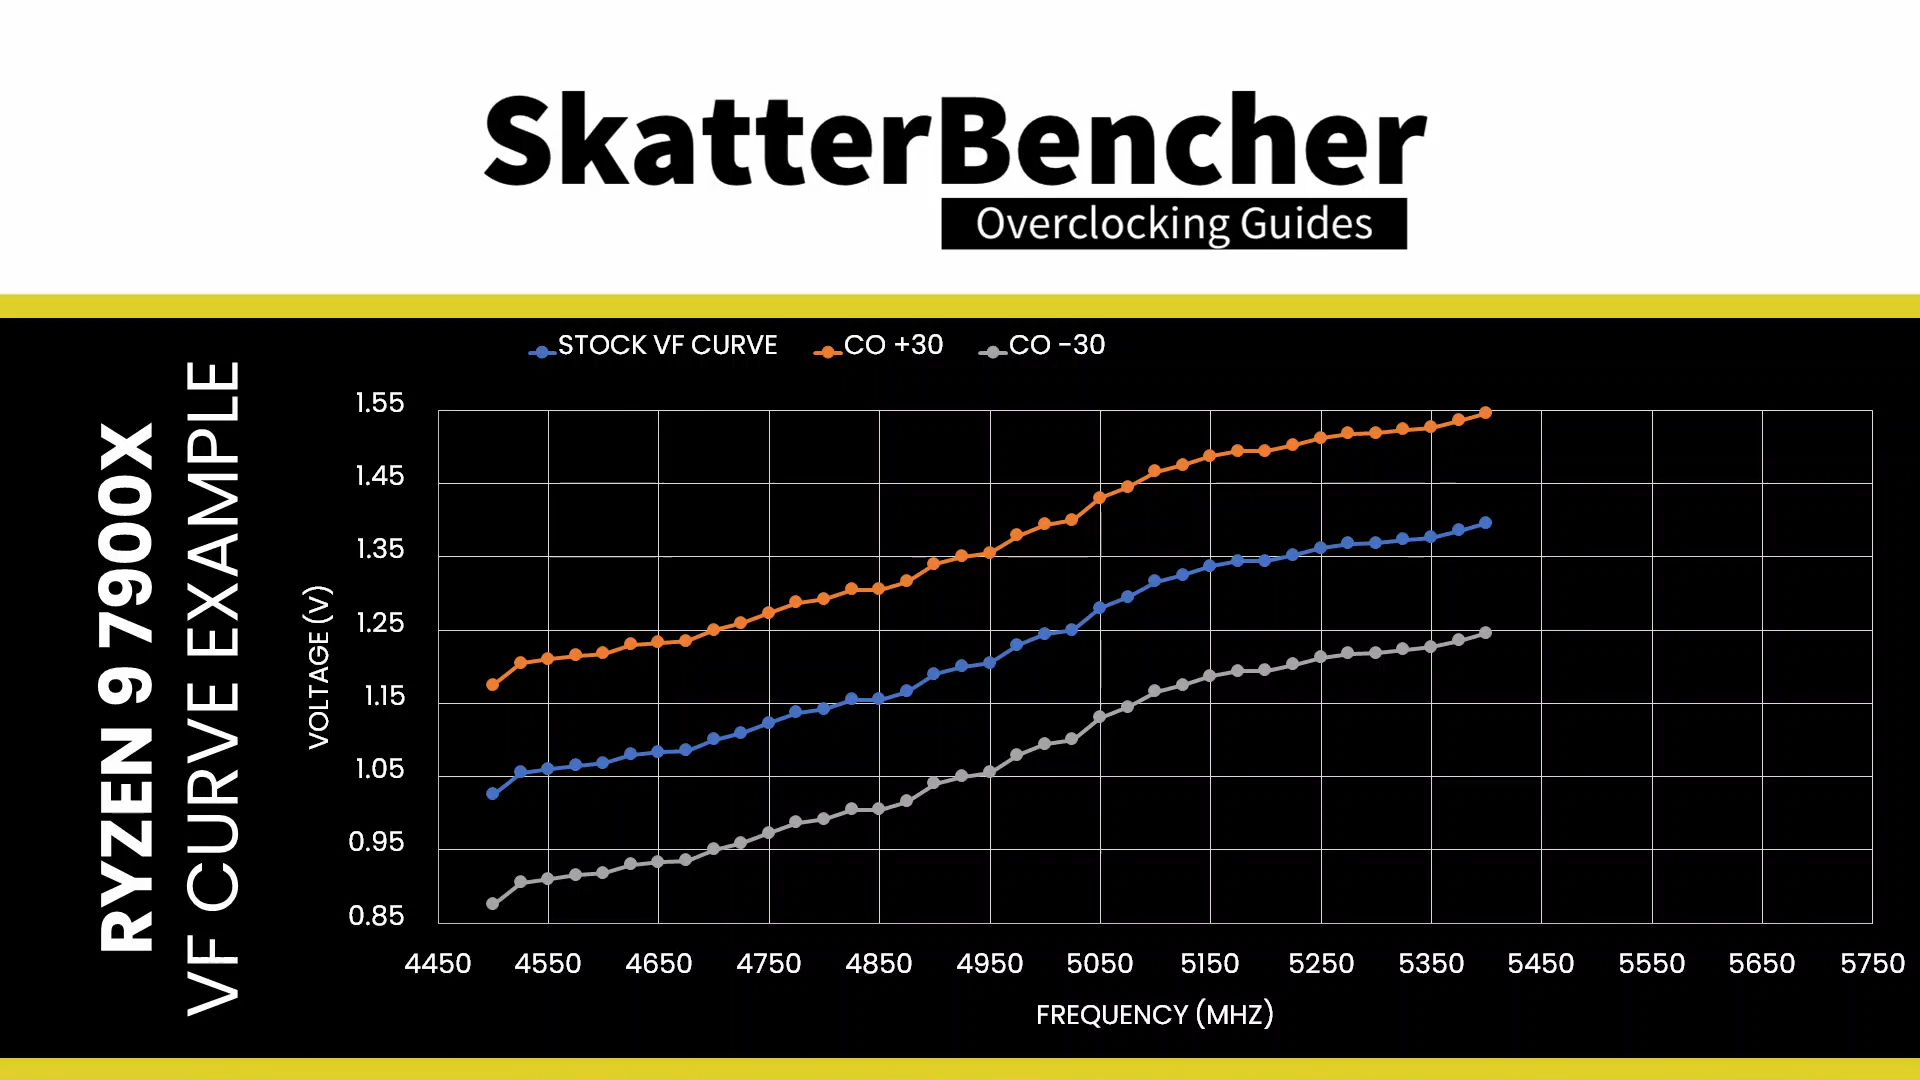 SkatterBencher
Overclocking Guides
RYZEN 9 7900X
VF CURVE EXAMPLE
STOCK VF CURVE CO +30 CO -30
VOLTAGE (V)
1.55
1.45
1.35
1.25
1.15
1.05
0.95
0.85
4450 4550 4650 4750 4850 4950 5050 5150 5250 5350 5450 5550 5650 5750
FREQUENCY (MHZ)